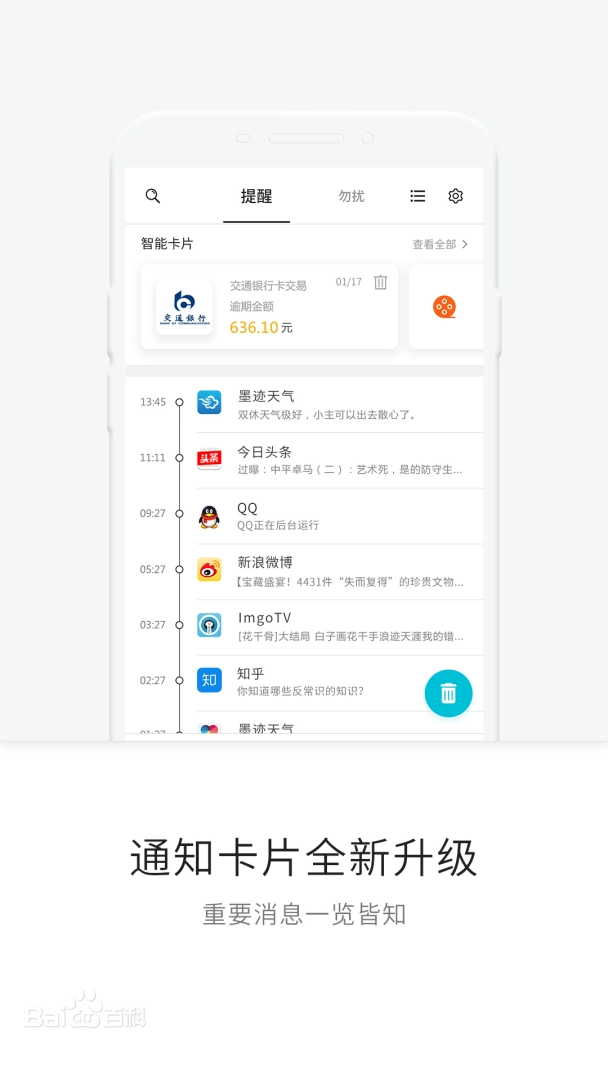 提醒
勿扰
智能卡片
查看全部
交通银行卡交易
01/17
逾期金额
636.10 元
交通銀行
BANK OF COMMUNICATIONS
13:45
墨迹天气
双休天气极好，小主可以出去散心了。
11:11
头条
今日头条
过曝：中平卓马（二）：艺术死，是的防守生...
09:27
QQ
QQ正在后台运行
05:27
新浪微博
【宝藏盛宴！4431件“失而复得”的珍贵文物...
03:27
ImgoTV
[花千骨]大结局 白子画花千手浪迹天涯我的错...
02:27
知
知乎
你知道哪些反常识的知识？
01:27
墨迹天气
通知卡片全新升级
重要消息一览皆知
Baidu百科